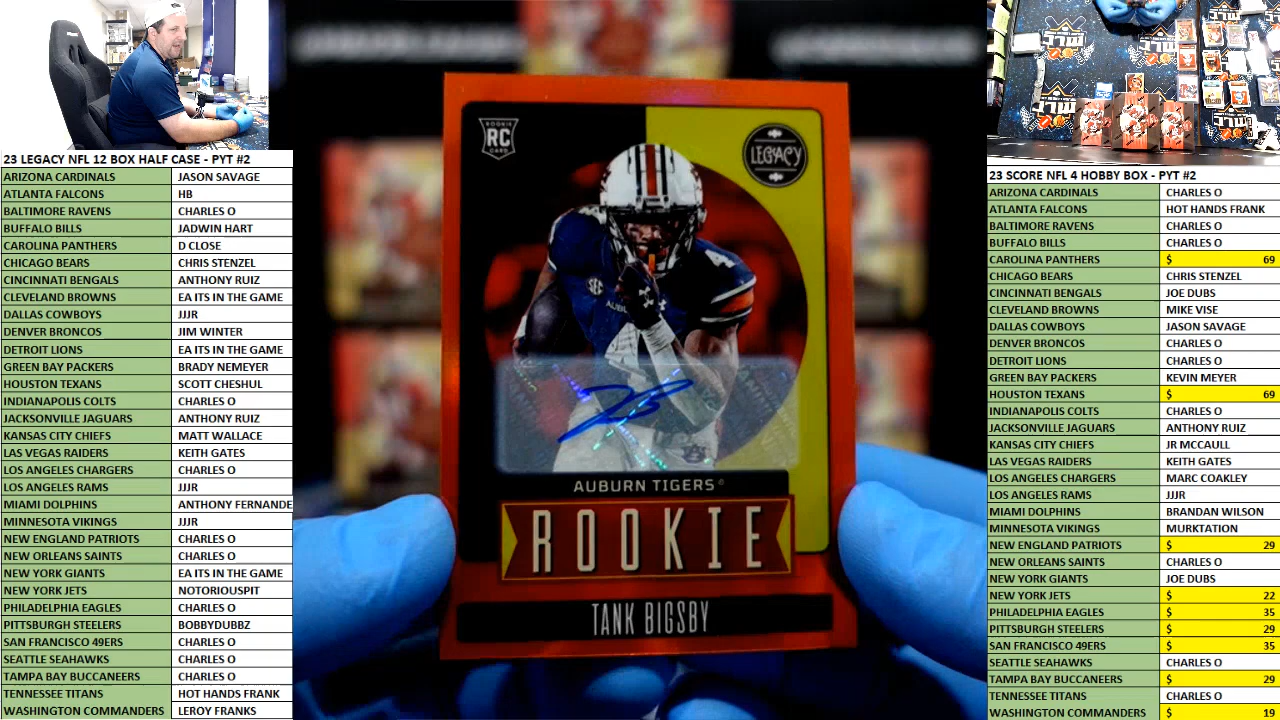 23 LEGACY NFL 12 BOX HALF CASE - PYT #2
ARIZONA CARDINALS JASON SAVAGE
ATLANTA FALCONS HB
BALTIMORE RAVENS CHARLES O
BUFFALO BILLS JADWIN HART
CAROLINA PANTHERS D CLOSE
CHICAGO BEARS CHRIS STENZEL
CINCINNATI BENGALS ANTHONY RUIZ
CLEVELAND BROWNS EA ITS IN THE GAME
DALLAS COWBOYS JJJR
DENVER BRONCOS JIM WINTER
DETROIT LIONS EA ITS IN THE GAME
GREEN BAY PACKERS BRADY NEMEYER
HOUSTON TEXANS SCOTT CHESHUL
INDIANAPOLIS COLTS CHARLES O
JACKSONVILLE JAGUARS ANTHONY RUIZ
KANSAS CITY CHIEFS MATT WALLACE
LAS VEGAS RAIDERS KEITH GATES
LOS ANGELES CHARGERS CHARLES O
LOS ANGELES RAMS JJJR
MIAMI DOLPHINS ANTHONY FERNANDE
MINNESOTA VIKINGS JJJR
NEW ENGLAND PATRIOTS CHARLES O
NEW ORLEANS SAINTS CHARLES O
NEW YORK GIANTS EA ITS IN THE GAME
NEW YORK JETS NOTORIOUSPIT
PHILADELPHIA EAGLES CHARLES O
PITTSBURGH STEELERS BOBBYDUBBZ
SAN FRANCISCO 49ERS CHARLES O
SEATTLE SEAHAWKS CHARLES O
TAMPA BAY BUCCANEERS CHARLES O
TENNESSEE TITANS HOT HANDS FRANK
WASHINGTON COMMANDERS LEROY FRANKS
ROOKIE
RC
CARD
LEGACY
4
SEC
AUBU
AUBURN TIGERS
ROOKIE
TANK BIGSBY
23 SCORE NFL 4 HOBBY BOX - PYT #2
ARIZONA CARDINALS CHARLES O
ATLANTA FALCONS HOT HANDS FRANK
BALTIMORE RAVENS CHARLES O
BUFFALO BILLS CHARLES O
CAROLINA PANTHERS $ 69
CHICAGO BEARS CHRIS STENZEL
CINCINNATI BENGALS JOE DUBS
CLEVELAND BROWNS MIKE VISE
DALLAS COWBOYS JASON SAVAGE
DENVER BRONCOS CHARLES O
DETROIT LIONS CHARLES O
GREEN BAY PACKERS KEVIN MEYER
HOUSTON TEXANS $ 69
INDIANAPOLIS COLTS CHARLES O
JACKSONVILLE JAGUARS ANTHONY RUIZ
KANSAS CITY CHIEFS JR MCCAULL
LAS VEGAS RAIDERS KEITH GATES
LOS ANGELES CHARGERS MARC COAKLEY
LOS ANGELES RAMS JJJR
MIAMI DOLPHINS BRANDAN WILSON
MINNESOTA VIKINGS MURKTATION
NEW ENGLAND PATRIOTS $ 29
NEW ORLEANS SAINTS CHARLES O
NEW YORK GIANTS JOE DUBS
NEW YORK JETS $ 22
PHILADELPHIA EAGLES $ 35
PITTSBURGH STEELERS $ 29
SAN FRANCISCO 49ERS $ 35
SEATTLE SEAHAWKS CHARLES O
TAMPA BAY BUCCANEERS $ 29
TENNESSEE TITANS CHARLES O
WASHINGTON COMMANDERS $ 19